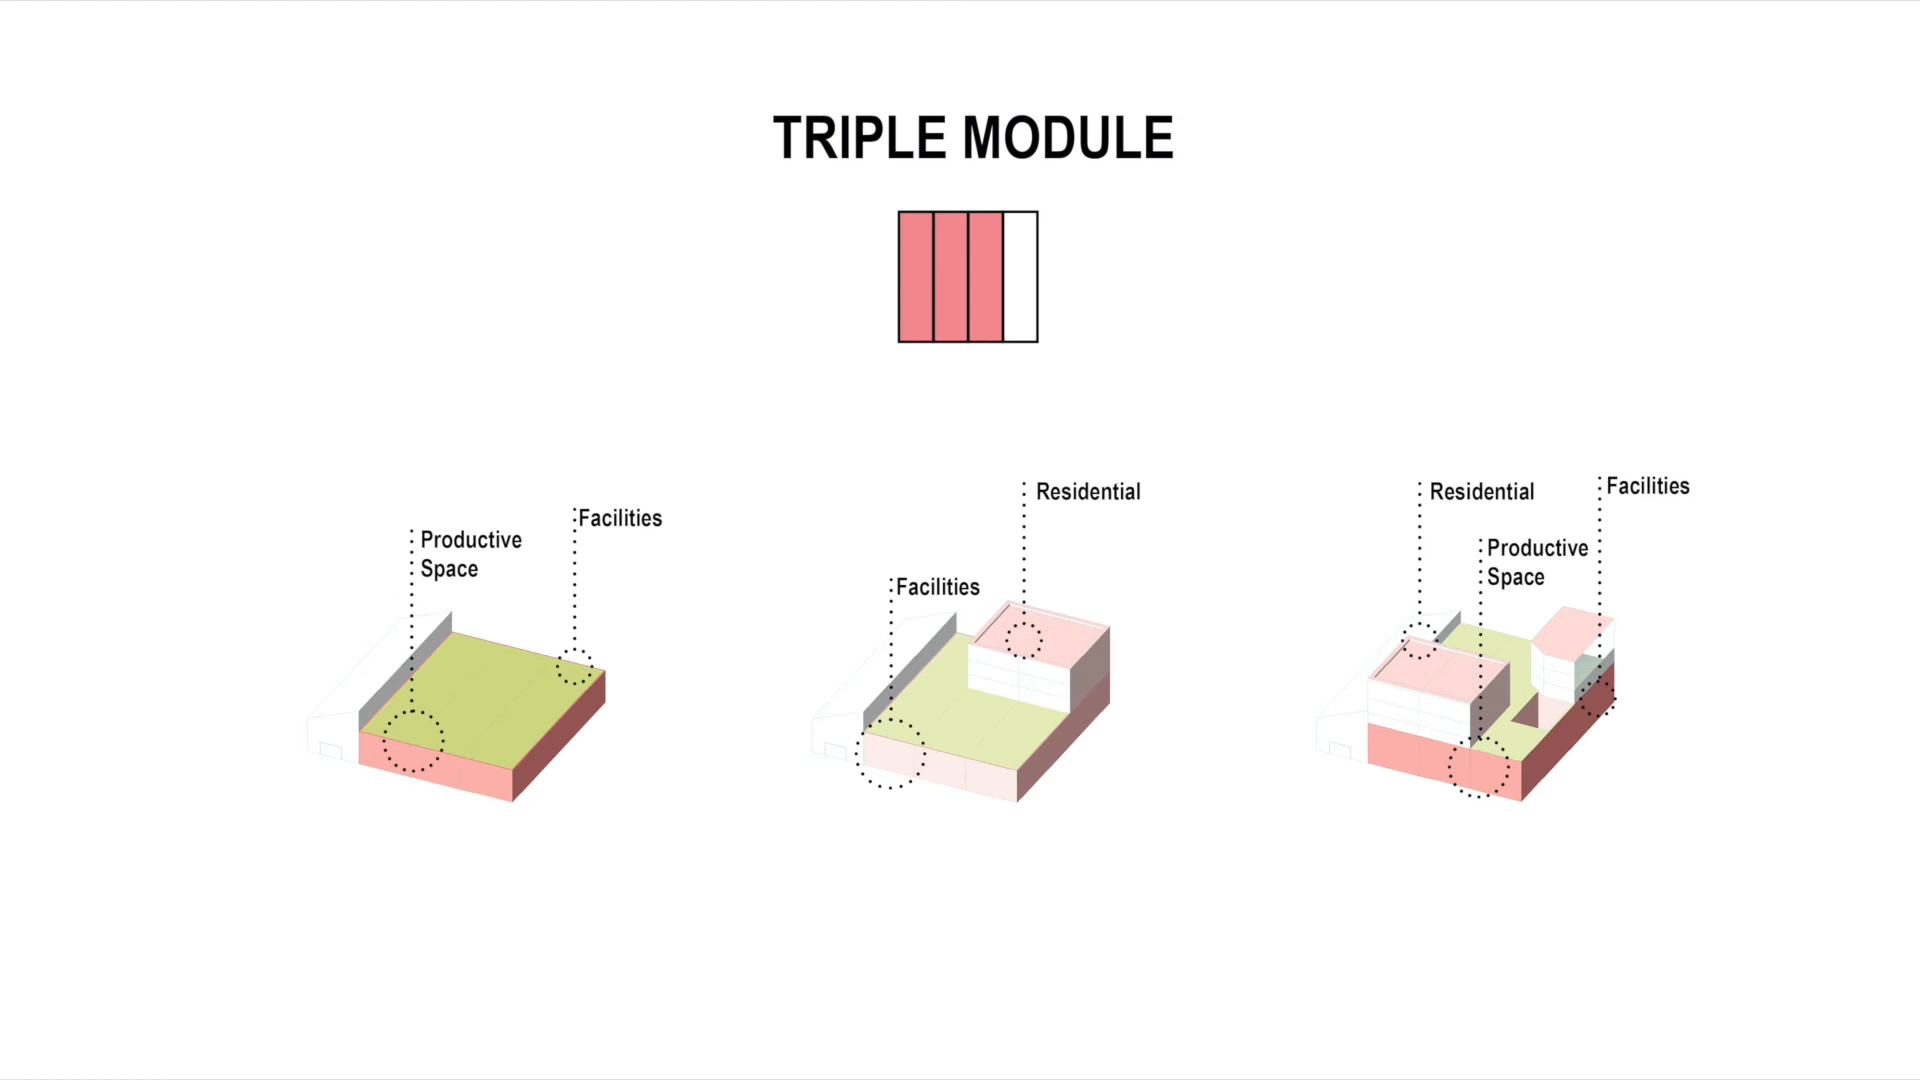 TRIPLE MODULE
Productive
Space
Facilities
Facilities
Residential
Residential
Productive
Space
Facilities